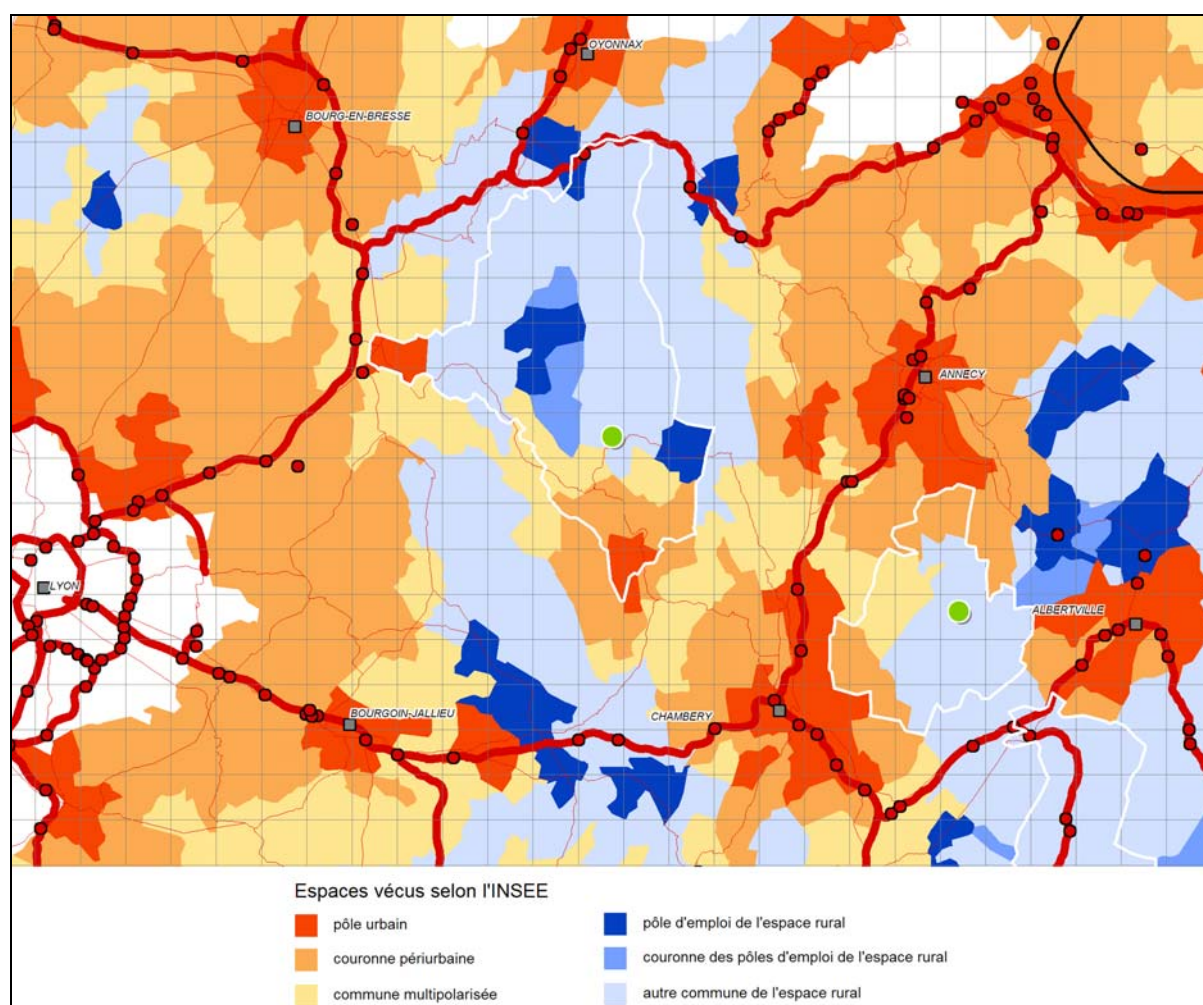 OYONNAX
BOURG-EN-BRESSE
ANNECY
LYON
ALBERTVILLE
BOURGOIN-JALLIEU
CHAMBERY
Espaces vécus selon l'INSEE
pôle urbain
couronne périurbaine
commune multipolarisée
pôle d'emploi de l'espace rural
couronne des pôles d'emploi de l'espace rural
autre commune de l'espace rural